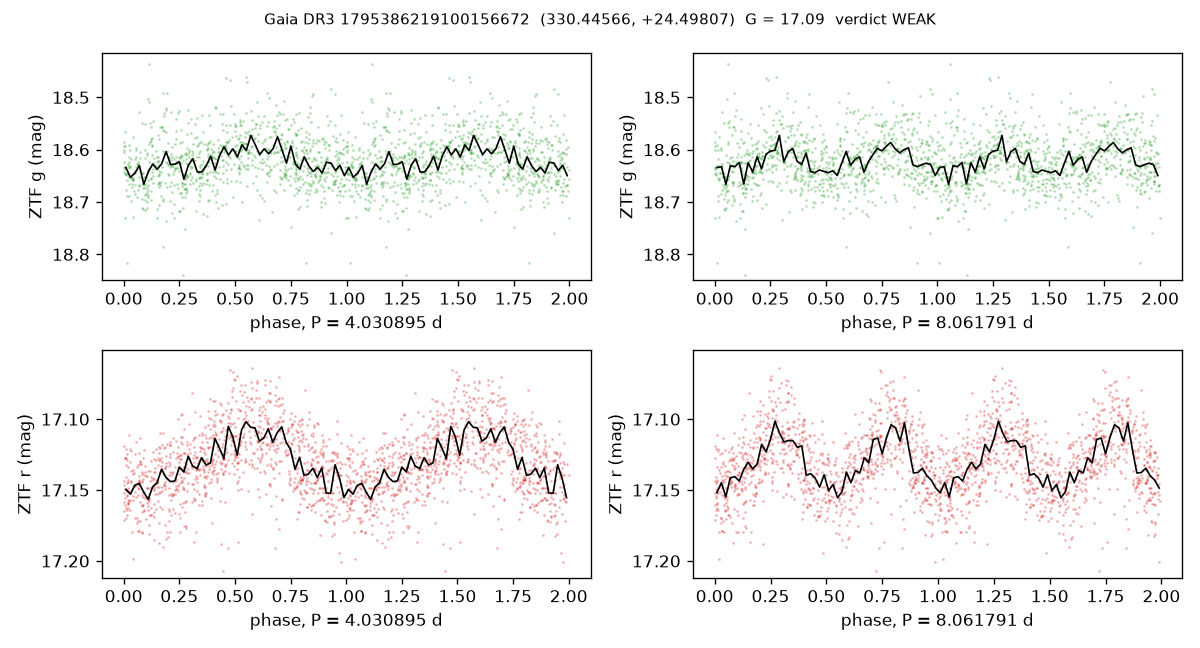 Gaia DR3 1795386219100156672 (330.44566, +24.49807) G = 17.09 verdict WEAK
ZTF g (mag)
18.5
18.6
18.7
18.8
0.00 0.25 0.50 0.75 1.00 1.25 1.50 1.75 2.00
phase, P = 4.030895 d
ZTF g (mag)
18.5
18.6
18.7
18.8
0.00 0.25 0.50 0.75 1.00 1.25 1.50 1.75 2.00
phase, P = 8.061791 d
ZTF r (mag)
17.10
17.15
17.20
0.00 0.25 0.50 0.75 1.00 1.25 1.50 1.75 2.00
phase, P = 4.030895 d
ZTF r (mag)
17.10
17.15
17.20
0.00 0.25 0.50 0.75 1.00 1.25 1.50 1.75 2.00
phase, P = 8.061791 d